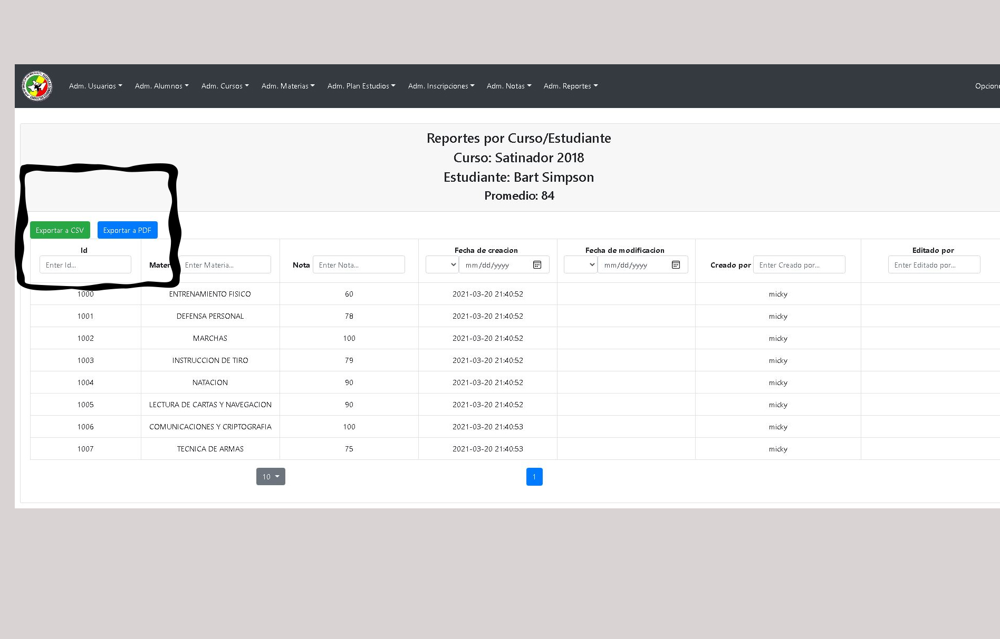 Adm. Usuarios Adm. Alumnos Adm. Cursos Adm. Materias Adm. Plan Estudios Adm. Inscripciones Adm. Notas Adm. Reportes Opcione
Reportes por Curso/Estudiante
Curso: Satinador 2018
Estudiante: Bart Simpson
Promedio: 84
Exportar a CSV Exportar a PDF
Id Fecha de creacion Fecha de modificacion Editado por
Enter Id... Mater Enter Materia... Nota Enter Nota... mm/dd/yyyy mm/dd/yyyy Creado por Enter Creado por... Enter Editado por...
1000 ENTRENAMIENTO FISICO 60 2021-03-20 21:40:52 micky
1001 DEFENSA PERSONAL 78 2021-03-20 21:40:52 micky
1002 MARCHAS 100 2021-03-20 21:40:52 micky
1003 INSTRUCCION DE TIRO 79 2021-03-20 21:40:52 micky
1004 NATACION 90 2021-03-20 21:40:52 micky
1005 LECTURA DE CARTAS Y NAVEGACION 90 2021-03-20 21:40:52 micky
1006 COMUNICACIONES Y CRIPTOGRAFIA 100 2021-03-20 21:40:53 micky
1007 TECNICA DE ARMAS 75 2021-03-20 21:40:53 micky
10 1